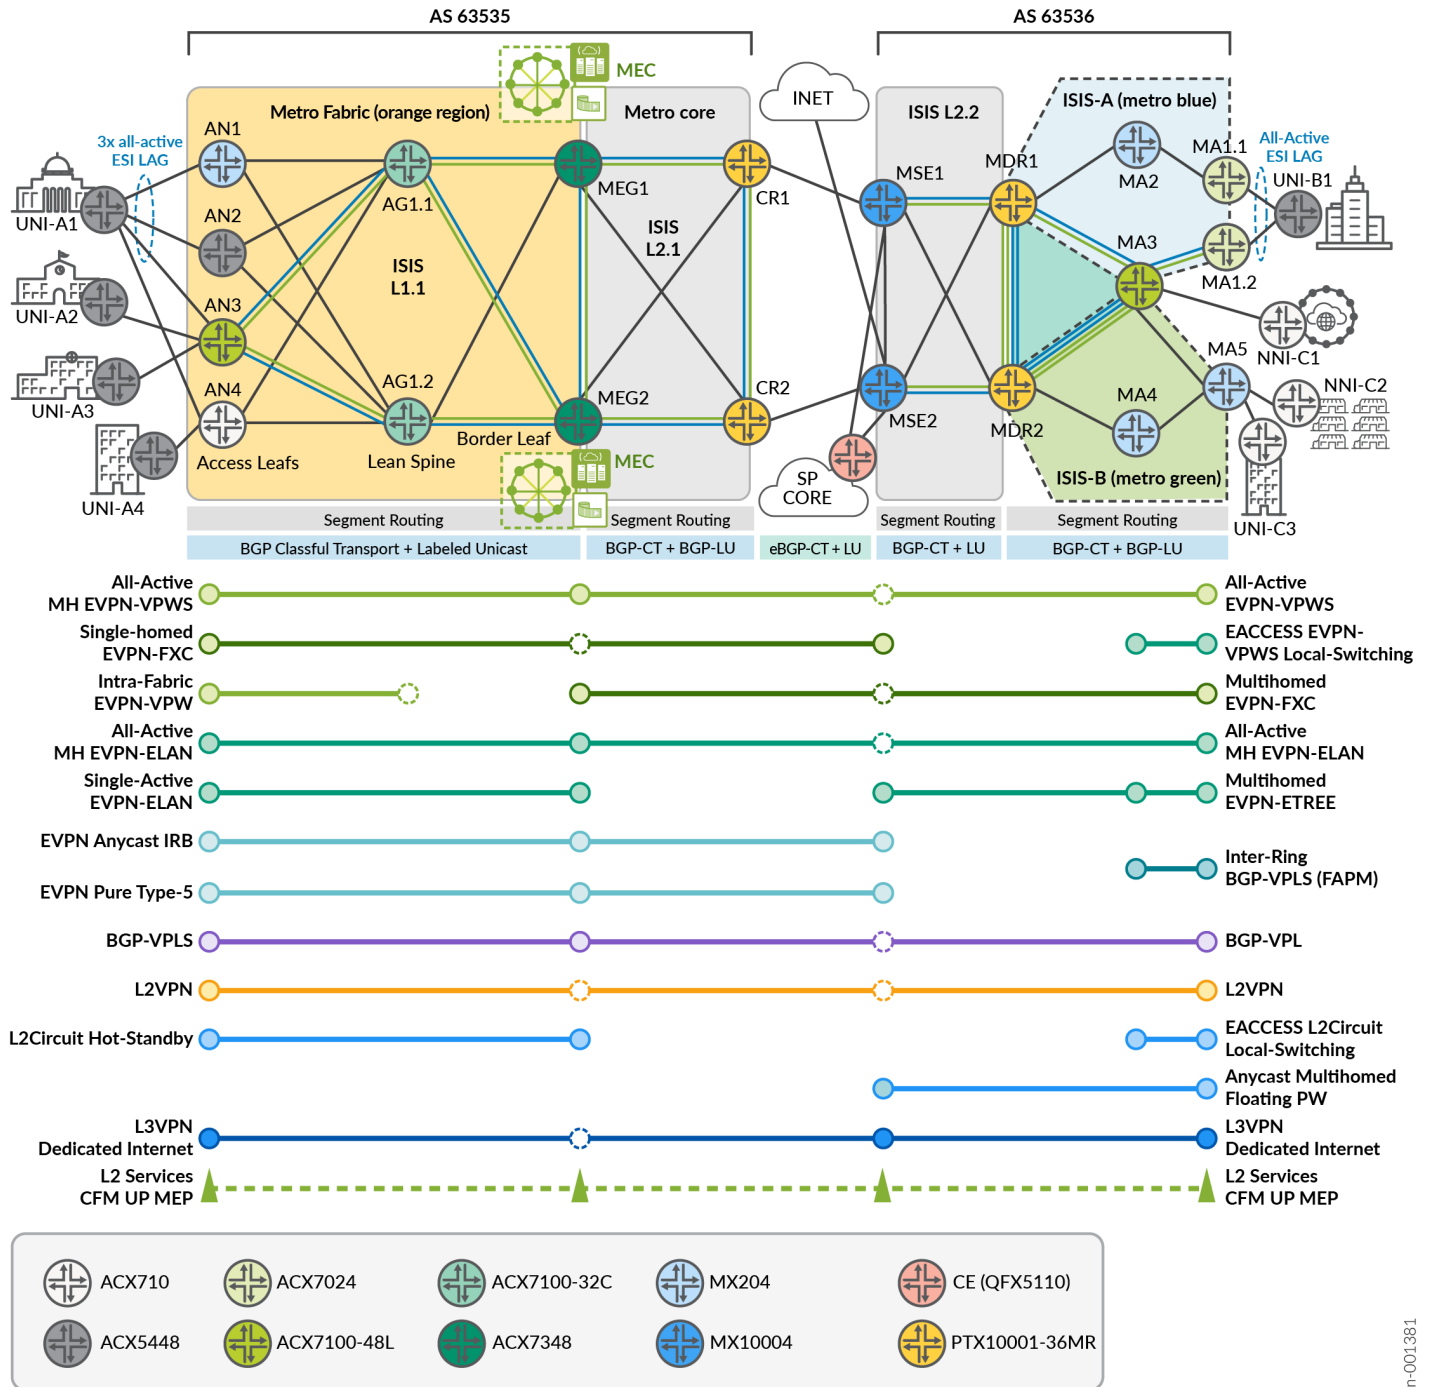 AS 63535
AS 63536
MEC
Metro Fabric (orange region)
Metro core
INET
ISIS L2.2
ISIS-A (metro blue)
3x all-active
ESI LAG
AN1
AG1.1
MEG1
CR1
MSE1
MDR1
MA2
MA1.1
All-Active
ESI LAG
UNI-B1
UNI-A1
AN2
ISIS
L2.1
ISIS
L1.1
MA3
MA1.2
UNI-A2
AN3
NNI-C1
UNI-A3
AN4
AG1.2
MEG2
CR2
MSE2
MDR2
MA4
MA5
NNI-C2
Access Leafs
Lean Spine
Border Leaf
MEC
SP
CORE
ISIS-B (metro green)
UNI-A4
UNI-C3
Segment Routing
Segment Routing
Segment Routing
Segment Routing
BGP Classful Transport + Labeled Unicast
BGP-CT + BGP-LU
eBGP-CT + LU
BGP-CT + LU
BGP-CT + BGP-LU
All-Active
MH EVPN-VPWS
All-Active
EVPN-VPWS
Single-homed
EVPN-FXC
EACCESS EVPN-
VPWS Local-Switching
Intra-Fabric
EVPN-VPW
Multihomed
EVPN-FXC
All-Active
MH EVPN-ELAN
All-Active
MH EVPN-ELAN
Single-Active
EVPN-ELAN
Multihomed
EVPN-ETREE
EVPN Anycast IRB
Inter-Ring
BGP-VPLS (FAPM)
EVPN Pure Type-5
BGP-VPLS
BGP-VPL
L2VPN
L2VPN
L2Circuit Hot-Standby
EACCESS L2Circuit
Local-Switching
Anycast Multihomed
Floating PW
L3VPN
Dedicated Internet
L3VPN
Dedicated Internet
L2 Services
CFM UP MEP
L2 Services
CFM UP MEP
ACX710
ACX7024
ACX7100-32C
MX204
CE (QFX5110)
ACX5448
ACX7100-48L
ACX7348
MX10004
PTX10001-36MR
n-001381